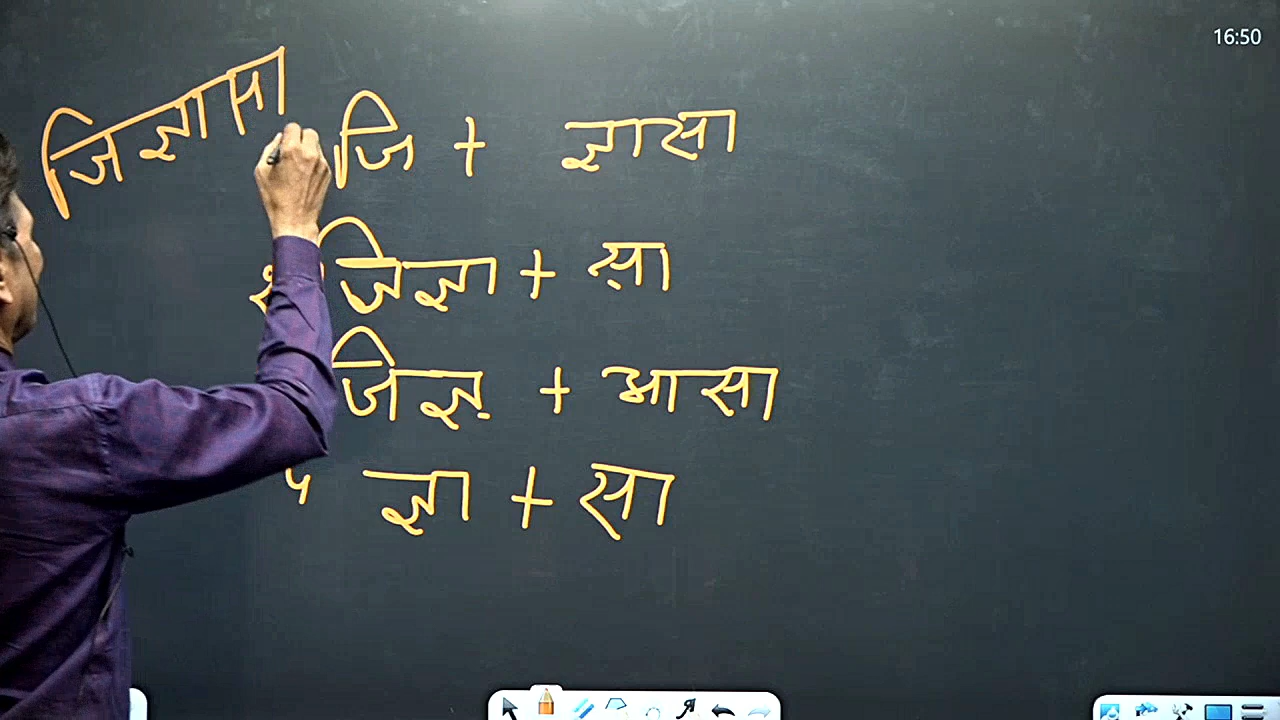 16:50
जिज्ञासा
जि + ज्ञासा
जिज्ञा + सा
जिज्ञ + आसा
ज्ञा + सा